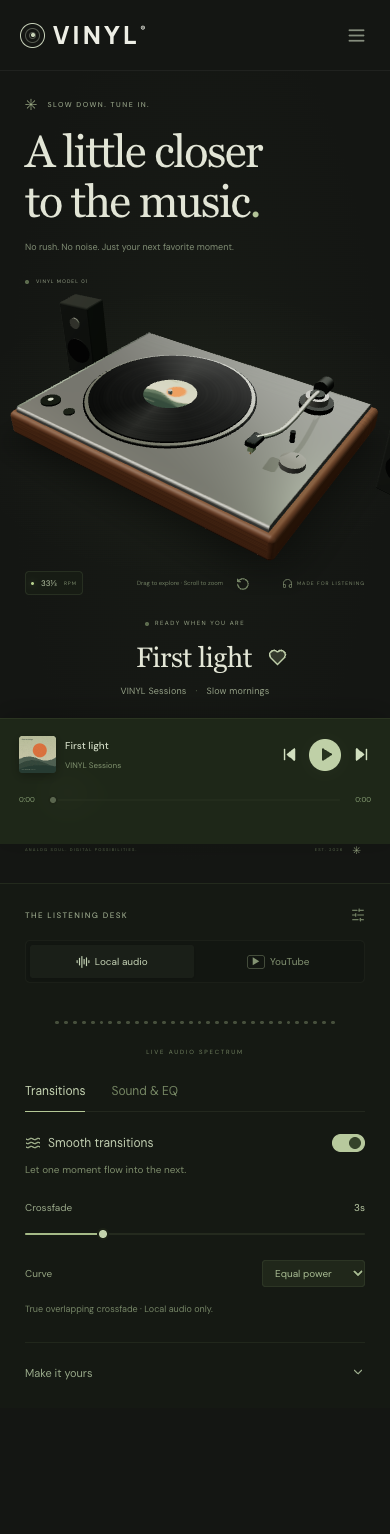 VINYL®
SLOW DOWN. TUNE IN.
A little closer
to the music.
No rush. No noise. Just your next favorite moment.
VINYL MODEL 01
33⅓ RPM
Drag to explore · Scroll to zoom
MADE FOR LISTENING
READY WHEN YOU ARE
First light
VINYL Sessions · Slow mornings
First light
VINYL Sessions
0:00
0:00
ANALOG SOUL. DIGITAL POSSIBILITIES.
THE LISTENING DESK
Local audio
YouTube
LIVE AUDIO SPECTRUM
Transitions
Sound & EQ
Smooth transitions
Let one moment flow into the next.
Crossfade
3s
Curve
Equal power
True overlapping crossfade · Local audio only.
Make it yours